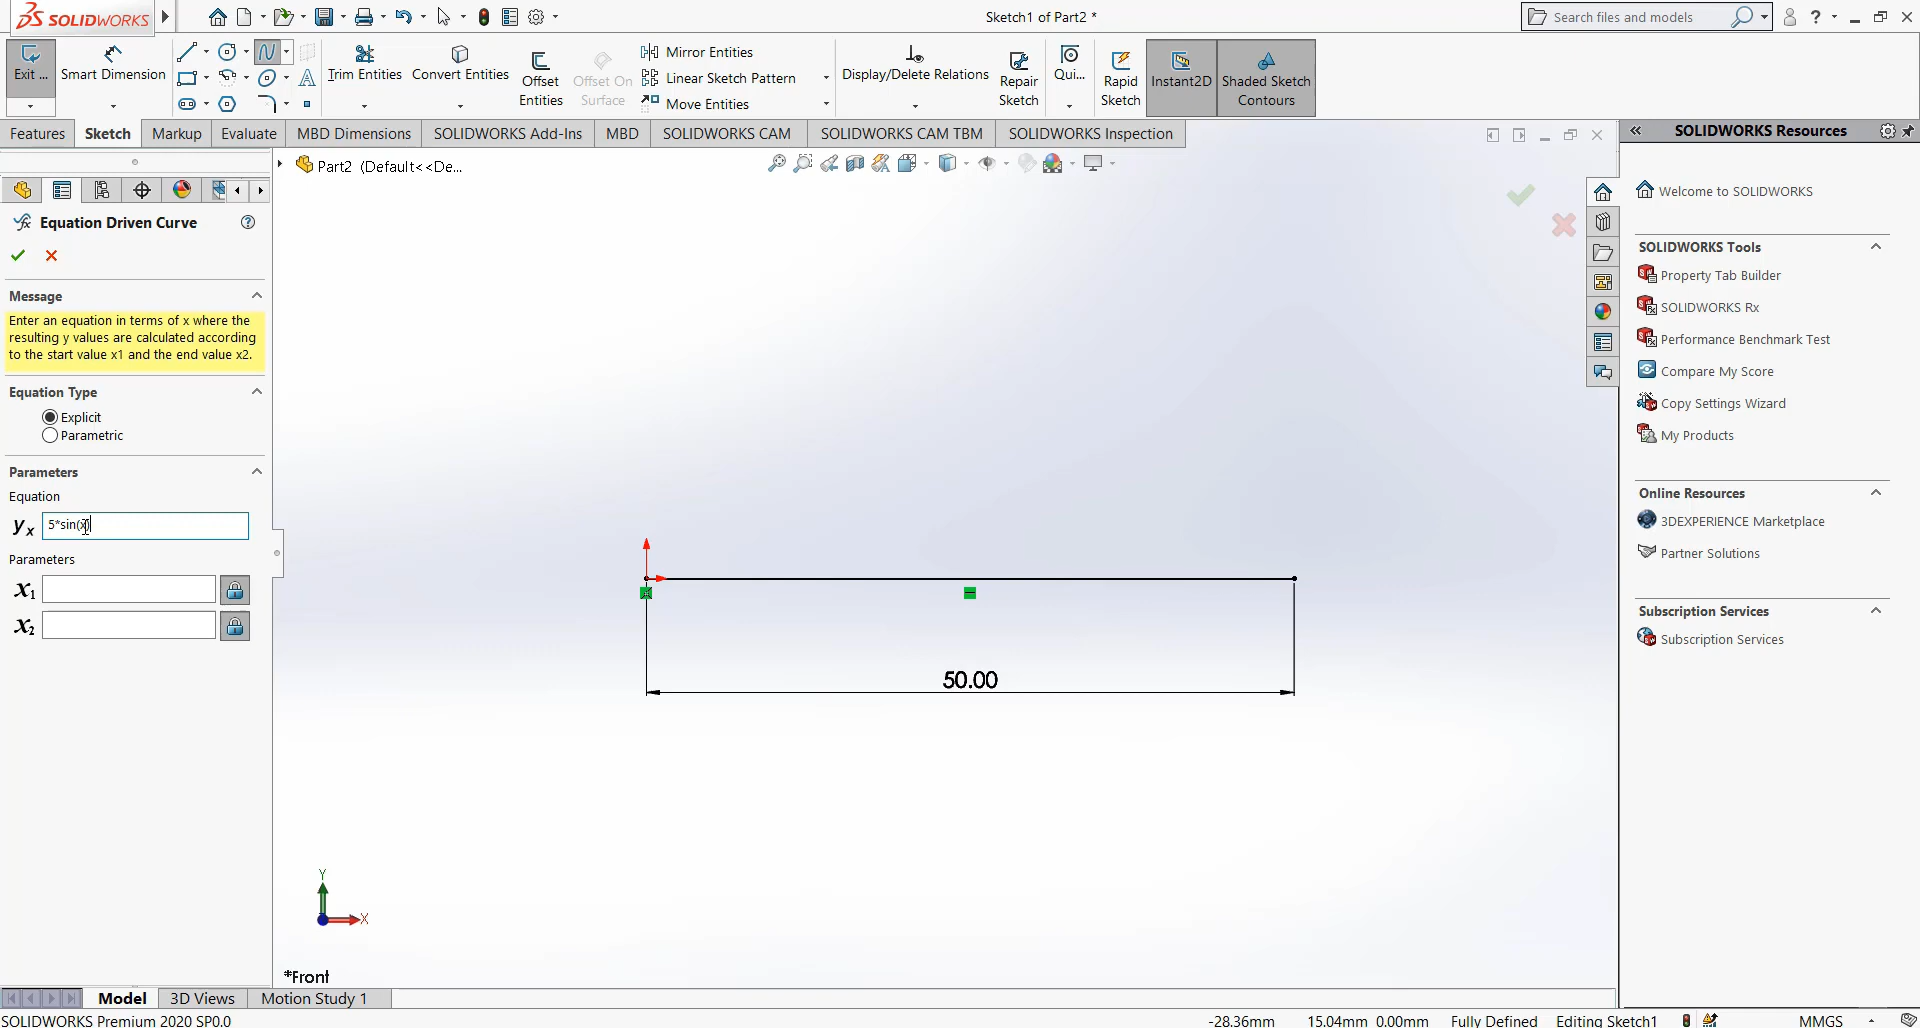 SOLIDWORKS
Sketch1 of Part2 *
Search files and models
?
Exit ...
Smart Dimension
Trim Entities
Convert Entities
Offset
Entities
Offset On
Surface
Mirror Entities
Linear Sketch Pattern
Move Entities
Display/Delete Relations
Repair
Sketch
Qui...
Rapid
Sketch
Instant2D
Shaded Sketch
Contours
Features
Sketch
Markup
Evaluate
MBD Dimensions
SOLIDWORKS Add-Ins
MBD
SOLIDWORKS CAM
SOLIDWORKS CAM TBM
SOLIDWORKS Inspection
SOLIDWORKS Resources
Part2 (Default<<De...
Equation Driven Curve
Message
Enter an equation in terms of x where the
resulting y values are calculated according
to the start value x1 and the end value x2.
Equation Type
Explicit
Parametric
Parameters
Equation
yx
5*sin(x)
Parameters
x1
x2
50.00
Y
X
*Front
Welcome to SOLIDWORKS
SOLIDWORKS Tools
Property Tab Builder
SOLIDWORKS Rx
Performance Benchmark Test
Compare My Score
Copy Settings Wizard
My Products
Online Resources
3DEXPERIENCE Marketplace
Partner Solutions
Subscription Services
Subscription Services
Model
3D Views
Motion Study 1
SOLIDWORKS Premium 2020 SP0.0
-28.36mm
15.04mm 0.00mm
Fully Defined
Editing Sketch1
MMGS